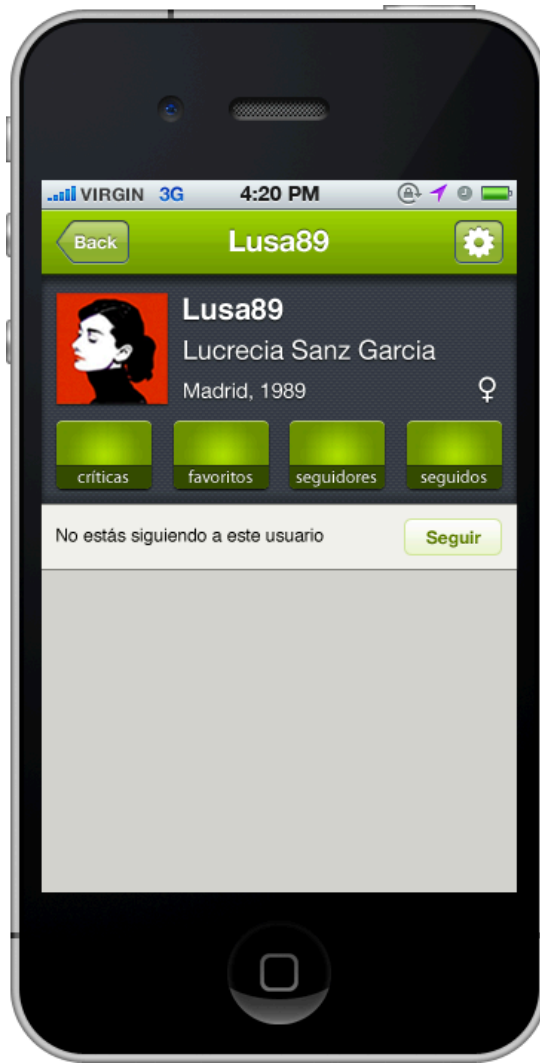 VIRGIN 3G 4:20 PM
Back Lusa89
Lusa89
Lucrecia Sanz Garcia
Madrid, 1989
críticas favoritos seguidores seguidos
No estás siguiendo a este usuario Seguir